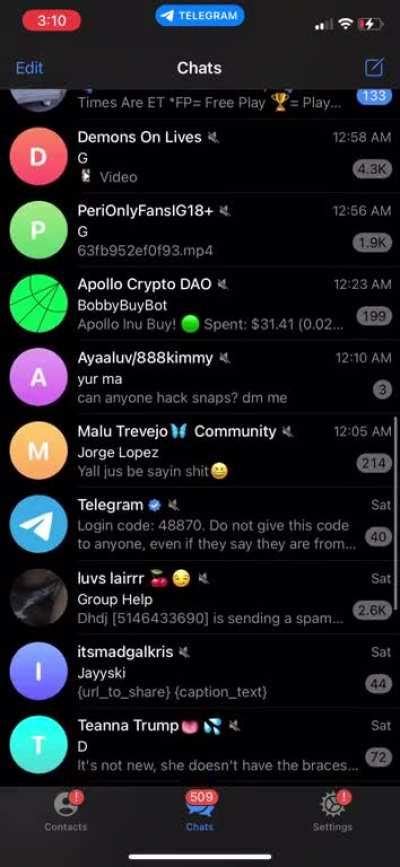 3:10
TELEGRAM
Edit
Chats
Times Are ET *FP= Free Play 🏆= Play...
133
Demons On Lives
12:58 AM
G
Video
4.3K
P
PeriOnlyFansIG18+
12:56 AM
G
63fb952ef0f93.mp4
1.9K
Apollo Crypto DAO
12:23 AM
BobbyBuyBot
Apollo Inu Buy! 🟢 Spent: $31.41 (0.02...
199
A
Ayaaluv/888kimmy
12:10 AM
yur ma
can anyone hack snaps? dm me
3
M
Malu Trevejo🦋 Community
12:05 AM
Jorge Lopez
Yall jus be sayin shit😀
214
Telegram
Sat
Login code: 48870. Do not give this code
to anyone, even if they say they are from...
40
luvs lairrr 🍒😏
Sat
Group Help
Dhdj [5146433690] is sending a spam...
2.6K
I
itsmadgalkris
Sat
Jayyski
{url_to_share} {caption_text}
44
T
Teanna Trump👅💦
Sat
D
It's not new, she doesn't have the braces...
72
!
509
!
Contacts
Chats
Settings